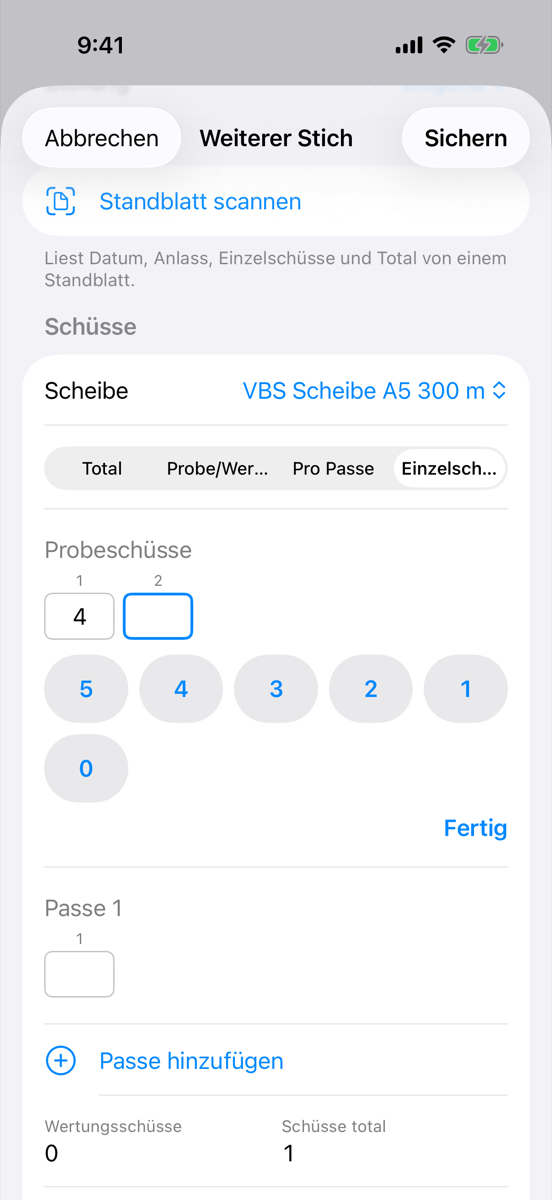 9:41
Abbrechen
Weiterer Stich
Sichern
Standblatt scannen
Liest Datum, Anlass, Einzelschüsse und Total von einem
Standblatt.
Schüsse
Scheibe
VBS Scheibe A5 300 m
Total
Probe/Wer...
Pro Passe
Einzelsch...
Probeschüsse
1 2
4
5 4 3 2 1
0
Fertig
Passe 1
1
Passe hinzufügen
Wertungsschüsse Schüsse total
0 1